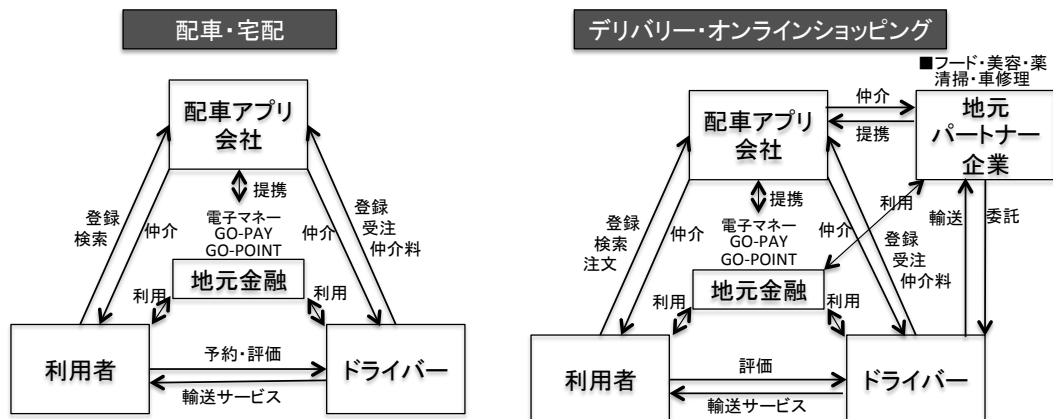 配車・宅配
配車アプリ
会社
提携
電子マネー
GO-PAY
GO-POINT
地元金融
登録
検索
仲介
仲介
登録
受注
仲介料
利用
利用
利用者
ドライバー
予約・評価
輸送サービス
デリバリー・オンラインショッピング
■フード・美容・薬
清掃・車修理
配車アプリ
会社
仲介
提携
地元
パートナー
企業
提携
電子マネー
GO-PAY
GO-POINT
地元金融
登録
検索
注文
仲介
仲介
登録
受注
仲介料
利用
輸送
委託
利用
利用
利用者
ドライバー
評価
輸送サービス